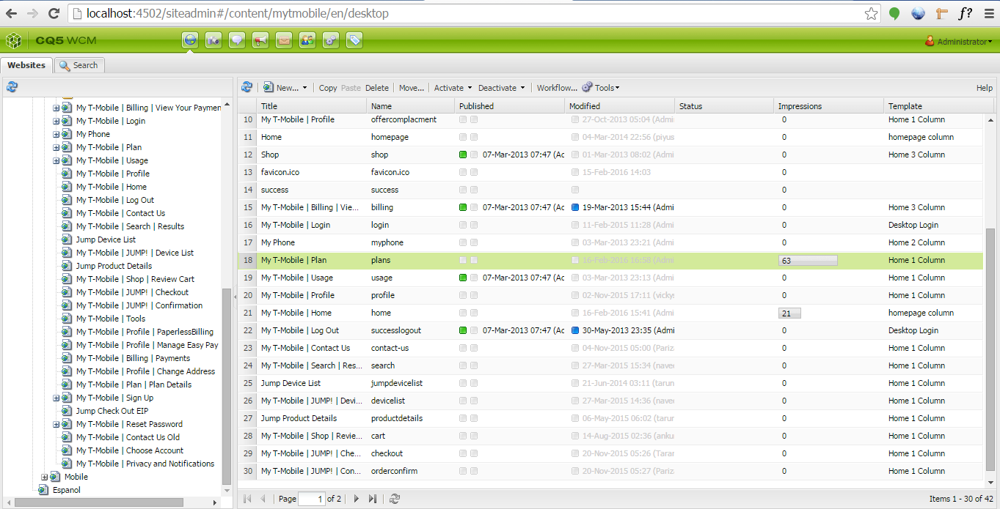 localhost:4502/siteadmin#/content/mytmobile/en/desktop
f?
CQ5 WCM
Administrator
Websites
Search
My T-Mobile | Billing | View Your Paymen
My T-Mobile | Login
My Phone
My T-Mobile | Plan
My T-Mobile | Usage
My T-Mobile | Profile
My T-Mobile | Home
My T-Mobile | Log Out
My T-Mobile | Contact Us
My T-Mobile | Search | Results
Jump Device List
My T-Mobile | JUMP! | Device List
Jump Product Details
My T-Mobile | Shop | Review Cart
My T-Mobile | JUMP! | Checkout
My T-Mobile | JUMP! | Confirmation
My T-Mobile | Tools
My T-Mobile | Profile | PaperlessBilling
My T-Mobile | Profile | Manage Easy Pay
My T-Mobile | Billing | Payments
My T-Mobile | Profile | Change Address
My T-Mobile | Plan | Plan Details
My T-Mobile | Sign Up
Jump Check Out EIP
My T-Mobile | Reset Password
My T-Mobile | Contact Us Old
My T-Mobile | Choose Account
My T-Mobile | Privacy and Notifications
Mobile
Espanol
New... Copy Paste Delete Move... Activate Deactivate Workflow... Tools Help
Title Name Published Modified Status Impressions Template
10 My T-Mobile | Profile offercomplacment 27-Oct-2013 05:04 (Admi 0 Home 1 Column
11 Home homepage 04-Mar-2014 22:56 (piyus 0 homepage column
12 Shop shop 07-Mar-2013 07:47 (Ac 01-Mar-2013 08:02 (Admi 0 Home 3 Column
13 favicon.ico favicon.ico 15-Feb-2016 14:03 0
14 success success 0
15 My T-Mobile | Billing | Vie... billing 07-Mar-2013 07:47 (Ac 19-Mar-2013 15:44 (Admi 0 Home 3 Column
16 My T-Mobile | Login login 11-Feb-2015 11:28 (Admi 0 Desktop Login
17 My Phone myphone 03-Mar-2013 23:21 (Admi 0 Home 2 Column
18 My T-Mobile | Plan plans 16-Feb-2016 16:58 (Admi 63 Home 1 Column
19 My T-Mobile | Usage usage 07-Mar-2013 07:47 (Ac 03-Mar-2013 23:13 (Admi 0 Home 1 Column
20 My T-Mobile | Profile profile 02-Nov-2015 17:11 (vickys 0 Home 1 Column
21 My T-Mobile | Home home 16-Feb-2016 15:41 (Admi 21 homepage column
22 My T-Mobile | Log Out successlogout 07-Mar-2013 07:47 (Ac 30-May-2013 23:35 (Admi 0 Desktop Login
23 My T-Mobile | Contact Us contact-us 04-Nov-2015 05:00 (Pariz 0 Home 1 Column
24 My T-Mobile | Search | Res... search 27-Mar-2015 15:34 (navee 0 Home 1 Column
25 Jump Device List jumpdevicelist 21-Jun-2014 03:11 (tarun 0 Home 1 Column
26 My T-Mobile | JUMP! | Devi... devicelist 27-Mar-2015 14:36 (navee 0 Home 1 Column
27 Jump Product Details productdetails 06-May-2015 06:02 (tarur 0 Home 1 Column
28 My T-Mobile | Shop | Revie... cart 14-Aug-2015 02:36 (anku 0 Home 1 Column
29 My T-Mobile | JUMP! | Che... checkout 20-Nov-2015 05:26 (Tarar 0 Home 1 Column
30 My T-Mobile | JUMP! | Con... orderconfirm 20-Nov-2015 05:27 (Pariz 0 Home 1 Column
Page 1 of 2 Items 1 - 30 of 42